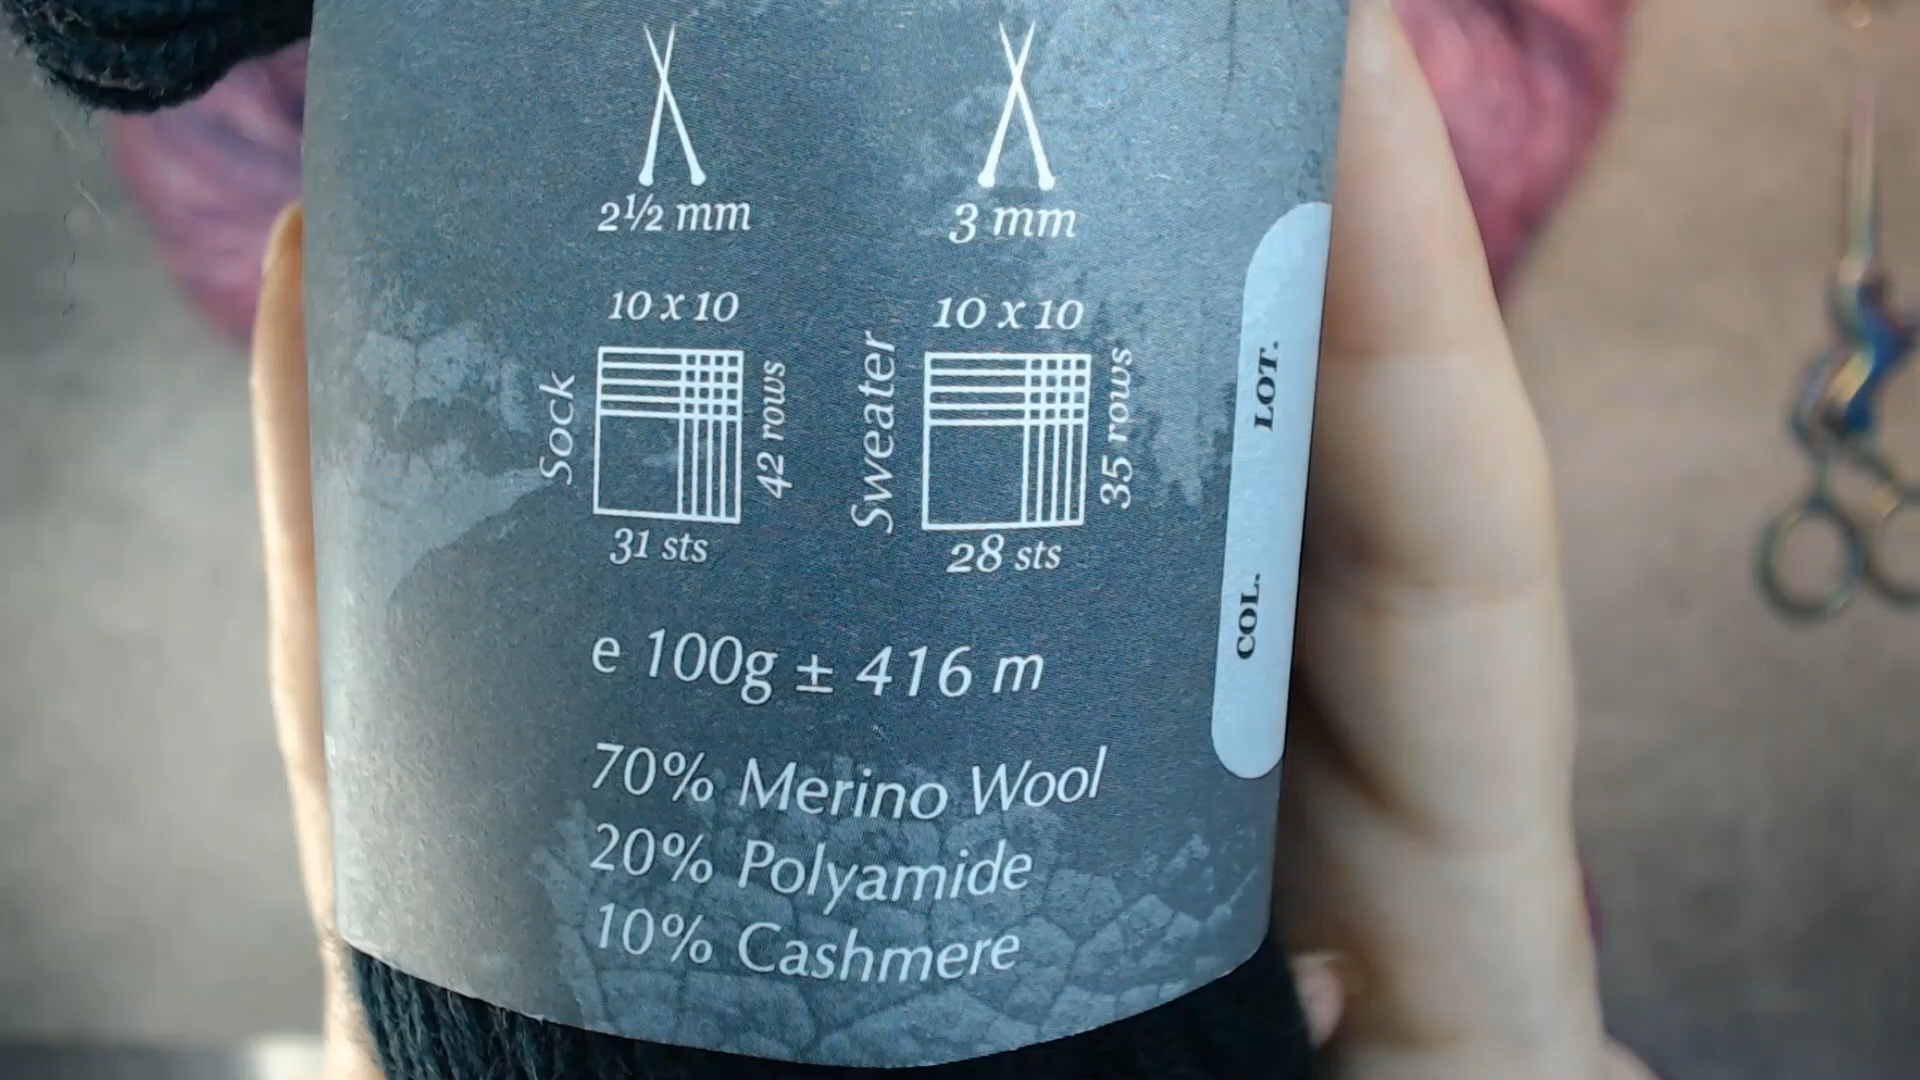 2½ mm
3 mm
10 x 10
10 x 10
Sock
42 rows
Sweater
35 rows
31 sts
28 sts
LOT.
COL.
e 100g ± 416 m
70% Merino Wool
20% Polyamide
10% Cashmere